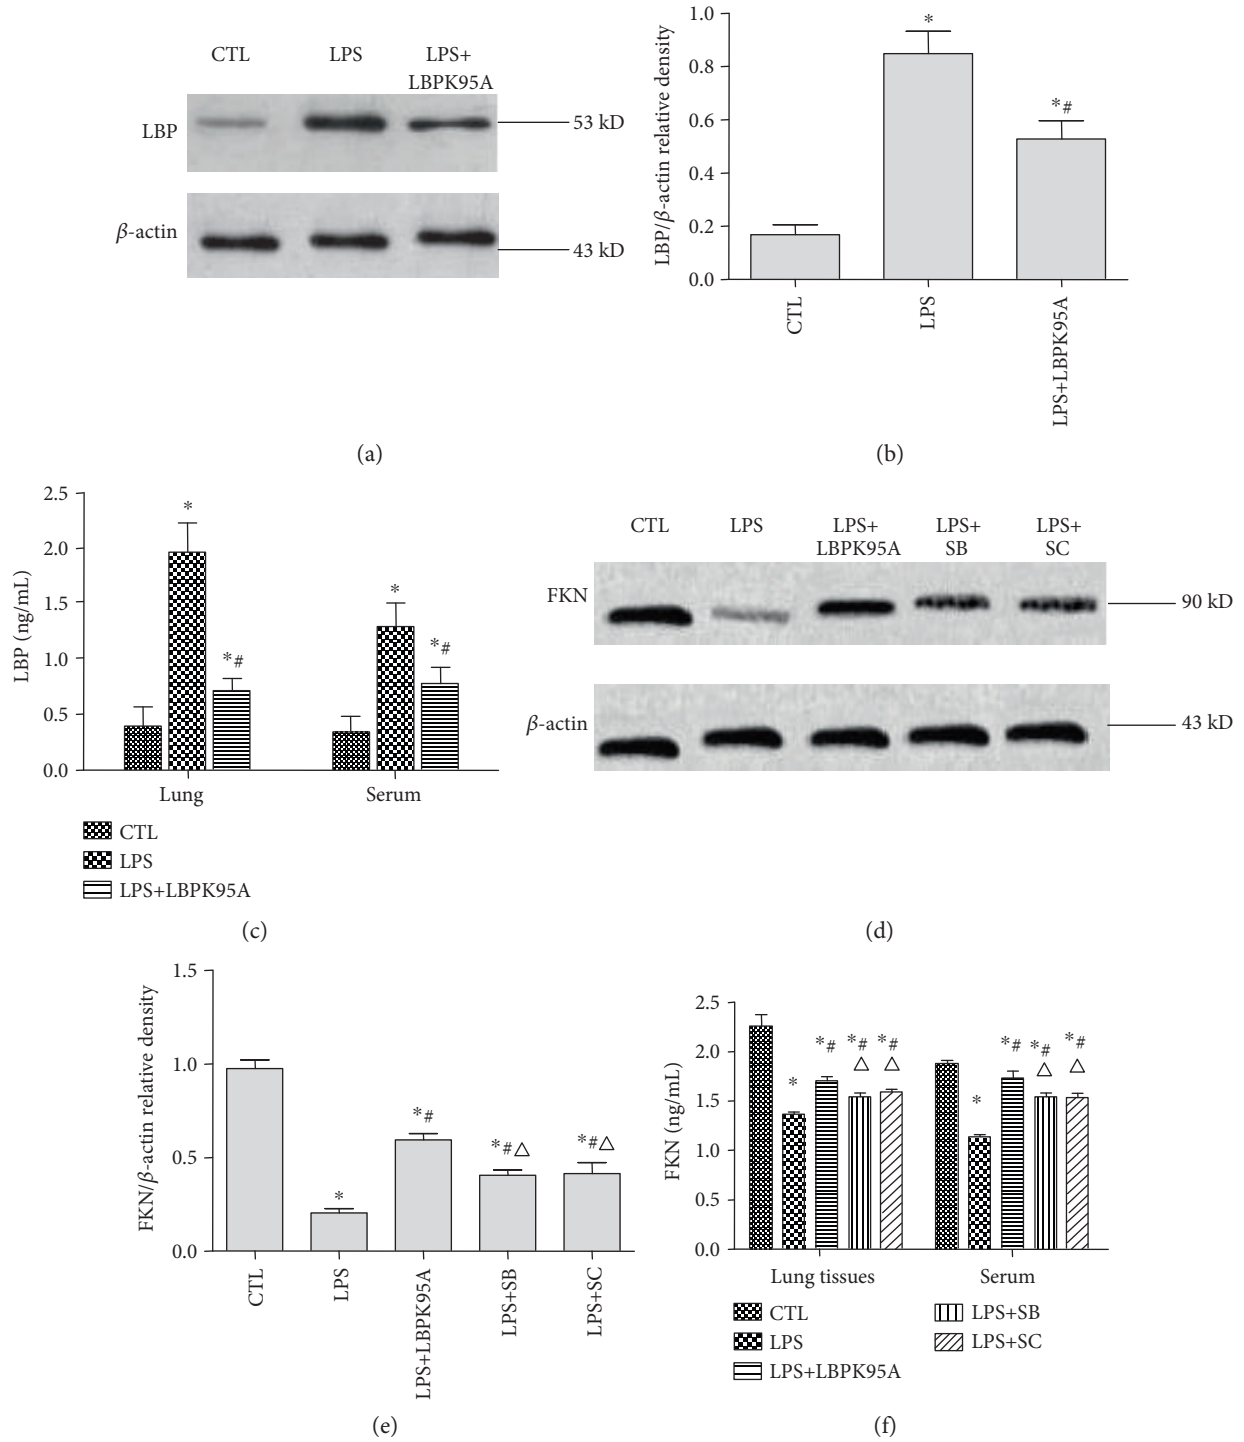 CTL LPS LPS+
LBPK95A
LBP 53 kD
β-actin
43 kD
(a)
LBP/β-actin relative density
1.0
0.8
0.6
0.4
0.2
0.0
*
*#
CTL
LPS
LPS+LBPK95A
(b)
LBP (ng/mL)
2.5
2.0
1.5
1.0
0.5
0.0
*
*#
*
*#
Lung Serum
CTL
LPS
LPS+LBPK95A
(c)
CTL LPS LPS+ LPS+ LPS+
LBPK95A SB SC
FKN 90 kD
β-actin 43 kD
(d)
FKN/β-actin relative density
1.5
1.0
0.5
0.0
*
*#
*#△
*#△
CTL
LPS
LPS+LBPK95A
LPS+SB
LPS+SC
(e)
FKN (ng/mL)
2.5
2.0
1.5
1.0
0.5
0.0
*
*#
*#
△
*#
△
*
*#
*#
△
*#
△
Lung tissues Serum
CTL LPS+SB
LPS LPS+SC
LPS+LBPK95A
(f)